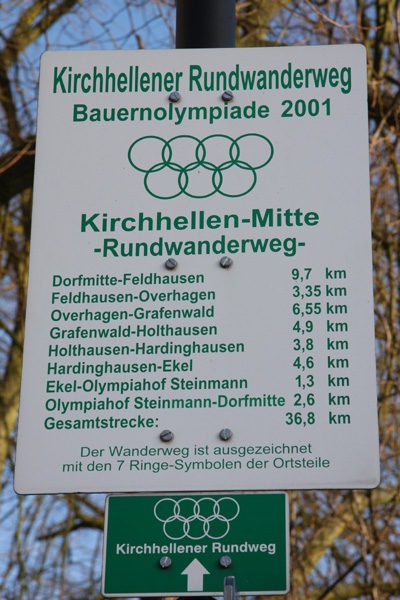 Kirchhellener Rundwanderweg
Bauernolympiade 2001
Kirchhellen-Mitte
-Rundwanderweg-
Dorfmitte-Feldhausen 9,7 km
Feldhausen-Overhagen 3,35 km
Overhagen-Grafenwald 6,55 km
Grafenwald-Holthausen 4,9 km
Holthausen-Hardinghausen 3,8 km
Hardinghausen-Ekel 4,6 km
Ekel-Olympiahof Steinmann 1,3 km
Olympiahof Steinmann-Dorfmitte 2,6 km
Gesamtstrecke: 36,8 km
Der Wanderweg ist ausgezeichnet
mit den 7 Ringe-Symbolen der Ortsteile
Kirchhellener Rundweg